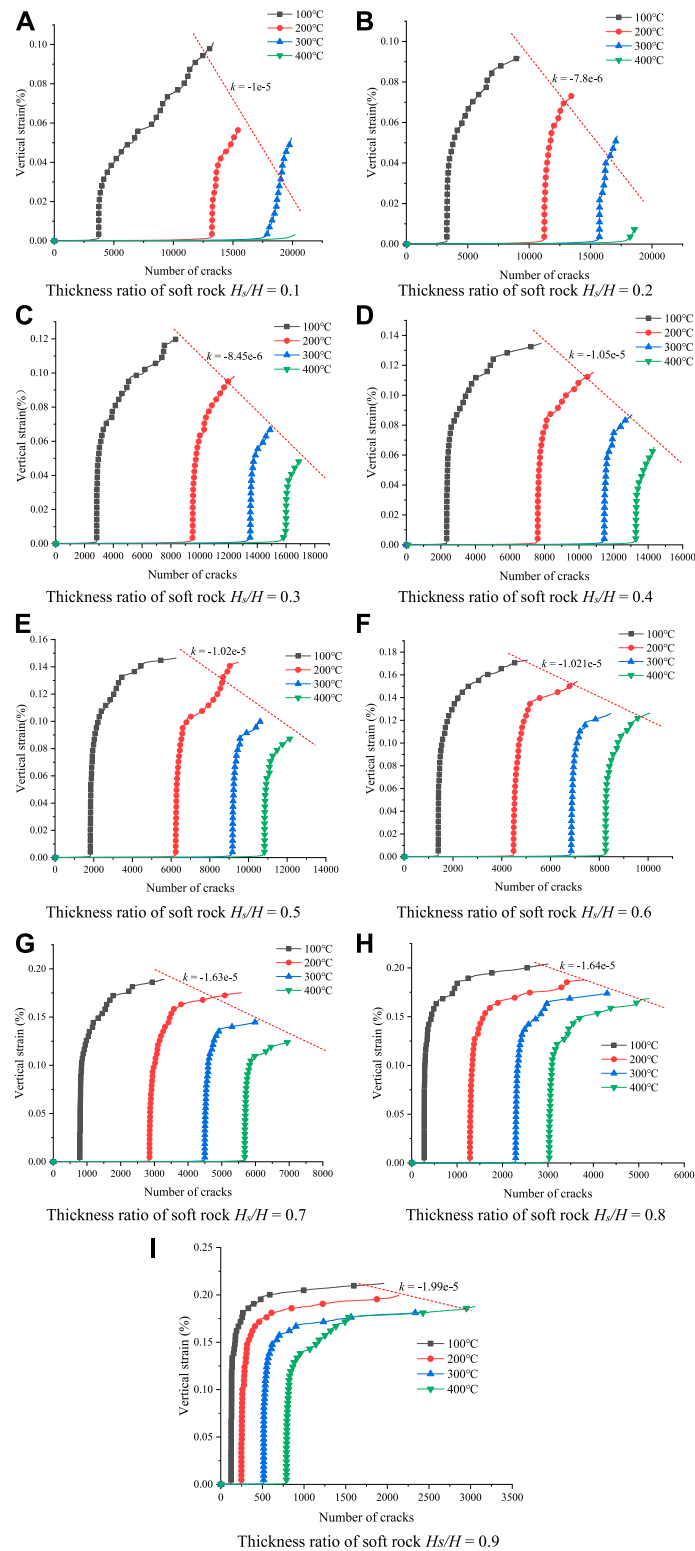 A
100℃
200℃
300℃
400℃
k = -1e-5
0.10
0.08
0.06
0.04
0.02
0.00
Vertical strain(%)
0 5000 10000 15000 20000
Number of cracks
Thickness ratio of soft rock Hs/H = 0.1
B
100℃
200℃
300℃
400℃
k = -7.8e-6
0.10
0.08
0.06
0.04
0.02
0.00
Vertical strain(%)
0 5000 10000 15000 20000
Number of cracks
Thickness ratio of soft rock Hs/H = 0.2
C
100℃
200℃
300℃
400℃
k = -8.45e-6
0.12
0.10
0.08
0.06
0.04
0.02
0.00
Vertical strain(%)
0 2000 4000 6000 8000 10000 12000 14000 16000 18000
Number of cracks
Thickness ratio of soft rock Hs/H = 0.3
D
100℃
200℃
300℃
400℃
k = -1.05e-5
0.14
0.12
0.10
0.08
0.06
0.04
0.02
0.00
Vertical strain(%)
0 2000 4000 6000 8000 10000 12000 14000 16000
Number of cracks
Thickness ratio of soft rock Hs/H = 0.4
E
100℃
200℃
300℃
400℃
k = -1.02e-5
0.16
0.14
0.12
0.10
0.08
0.06
0.04
0.02
0.00
Vertical strain(%)
0 2000 4000 6000 8000 10000 12000 14000
Number of cracks
Thickness ratio of soft rock Hs/H = 0.5
F
100℃
200℃
300℃
400℃
k = -1.021e-5
0.18
0.16
0.14
0.12
0.10
0.08
0.06
0.04
0.02
0.00
Vertical strain(%)
0 2000 4000 6000 8000 10000
Number of cracks
Thickness ratio of soft rock Hs/H = 0.6
G
100℃
200℃
300℃
400℃
k = -1.63e-5
0.20
0.15
0.10
0.05
0.00
Vertical strain (%)
0 1000 2000 3000 4000 5000 6000 7000 8000
Number of cracks
Thickness ratio of soft rock Hs/H = 0.7
H
k = -1.64e-5
100℃
200℃
300℃
400℃
0.20
0.15
0.10
0.05
0.00
Vertical strain (%)
0 1000 2000 3000 4000 5000 6000
Number of cracks
Thickness ratio of soft rock Hs/H = 0.8
I
k = -1.99e-5
100℃
200℃
300℃
400℃
0.25
0.20
0.15
0.10
0.05
0.00
Vertical strain (%)
0 500 1000 1500 2000 2500 3000 3500
Number of cracks
Thickness ratio of soft rock Hs/H = 0.9